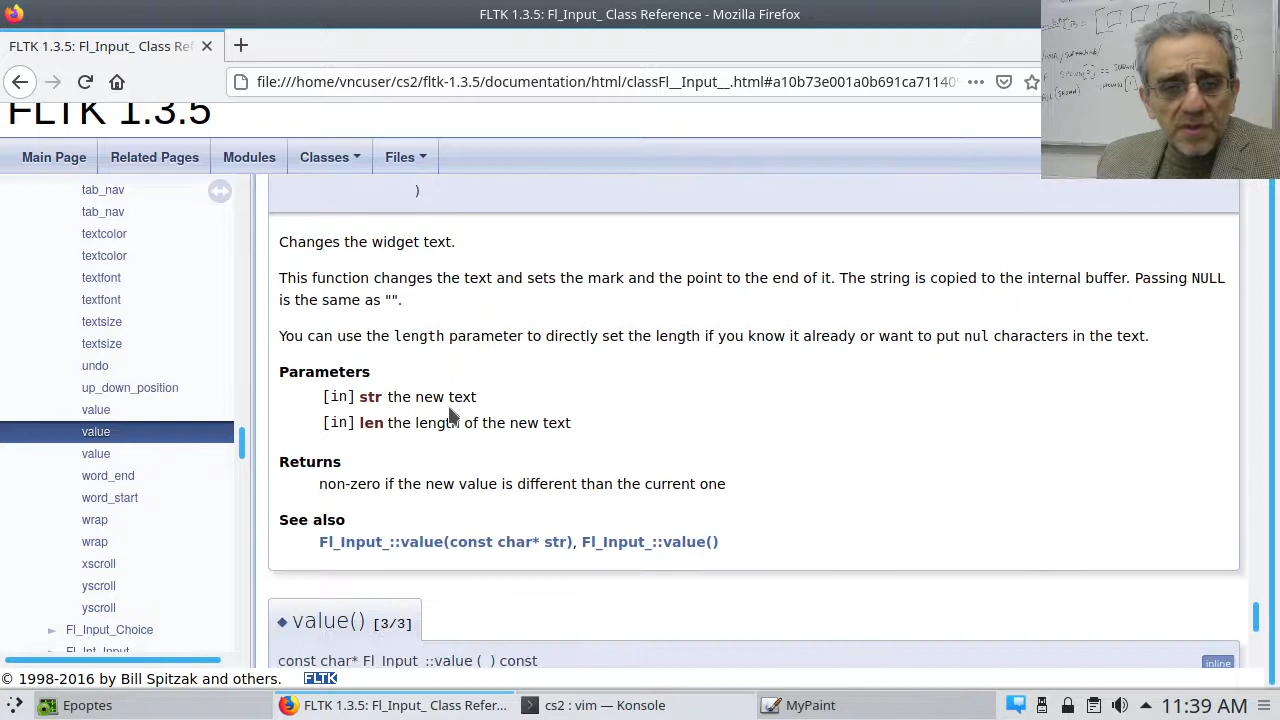 FLTK 1.3.5: Fl_Input_ Class Reference - Mozilla Firefox
FLTK 1.3.5: Fl_Input_ Class Ref
file:///home/vncuser/cs2/fltk-1.3.5/documentation/html/classFl__Input__.html#a10b73e001a0b691ca71140
FLTK 1.3.5
Main Page Related Pages Modules Classes Files
tab_nav
tab_nav
textcolor
textcolor
textfont
textfont
textsize
textsize
undo
up_down_position
value
value
value
word_end
word_start
wrap
wrap
xscroll
yscroll
yscroll
Fl_Input_Choice
Fl_Int_Input
)
Changes the widget text.
This function changes the text and sets the mark and the point to the end of it. The string is copied to the internal buffer. Passing NULL
is the same as "".
You can use the length parameter to directly set the length if you know it already or want to put nul characters in the text.
Parameters
[in] str the new text
[in] len the length of the new text
Returns
non-zero if the new value is different than the current one
See also
Fl_Input_::value(const char* str), Fl_Input_::value()
◆ value() [3/3]
const char* Fl_Input_::value ( ) const
inline
© 1998-2016 by Bill Spitzak and others. FLTK
Epoptes
FLTK 1.3.5: Fl_Input_ Class Refer...
cs2 : vim — Konsole
MyPaint
11:39 AM